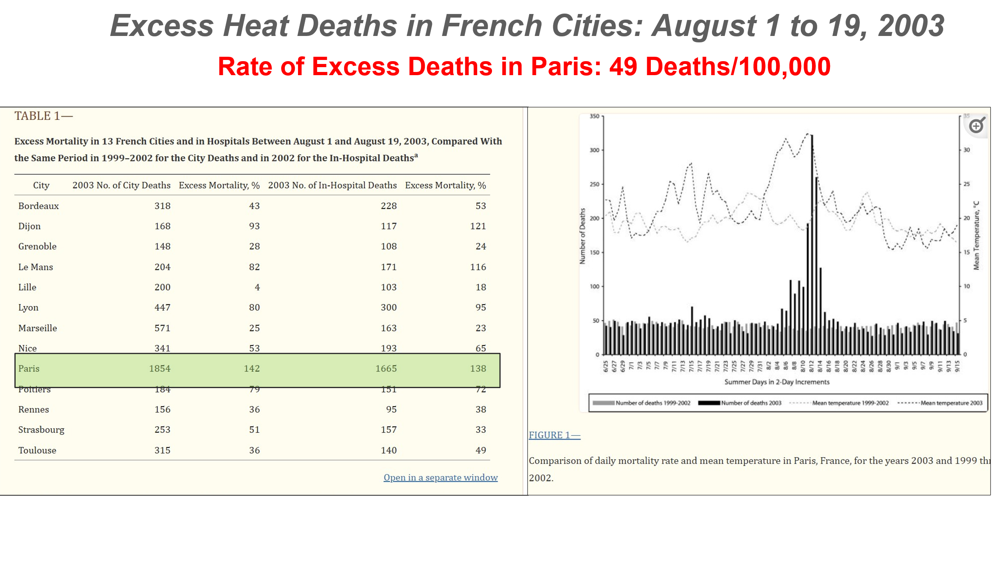 Excess Heat Deaths in French Cities: August 1 to 19, 2003
Rate of Excess Deaths in Paris: 49 Deaths/100,000
TABLE 1—
Excess Mortality in 13 French Cities and in Hospitals Between August 1 and August 19, 2003, Compared With
the Same Period in 1999–2002 for the City Deaths and in 2002 for the In-Hospital Deathsa
City 2003 No. of City Deaths Excess Mortality, % 2003 No. of In-Hospital Deaths Excess Mortality, %
Bordeaux 318 43 228 53
Dijon 168 93 117 121
Grenoble 148 28 108 24
Le Mans 204 82 171 116
Lille 200 4 103 18
Lyon 447 80 300 95
Marseille 571 25 163 23
Nice 341 53 193 65
Paris 1854 142 1665 138
Poitiers 184 79 151 72
Rennes 156 36 95 38
Strasbourg 253 51 157 33
Toulouse 315 36 140 49
Open in a separate window
350
300
250
200
150
100
50
0
Number of Deaths
35
30
25
20
15
10
5
0
Mean Temperature, °C
6/25 6/27 6/29 7/1 7/3 7/5 7/7 7/9 7/11 7/13 7/15 7/17 7/19 7/21 7/23 7/25 7/27 7/29 7/31 8/2 8/4 8/6 8/8 8/10 8/12 8/14 8/16 8/18 8/20 8/22 8/24 8/26 8/28 8/30 9/1 9/3 9/5 9/7 9/9 9/11 9/13 9/15
Summer Days in 2-Day Increments
Number of deaths 1999-2002 Number of deaths 2003 Mean temperature 1999-2002 Mean temperature 2003
FIGURE 1—
Comparison of daily mortality rate and mean temperature in Paris, France, for the years 2003 and 1999 thr
2002.